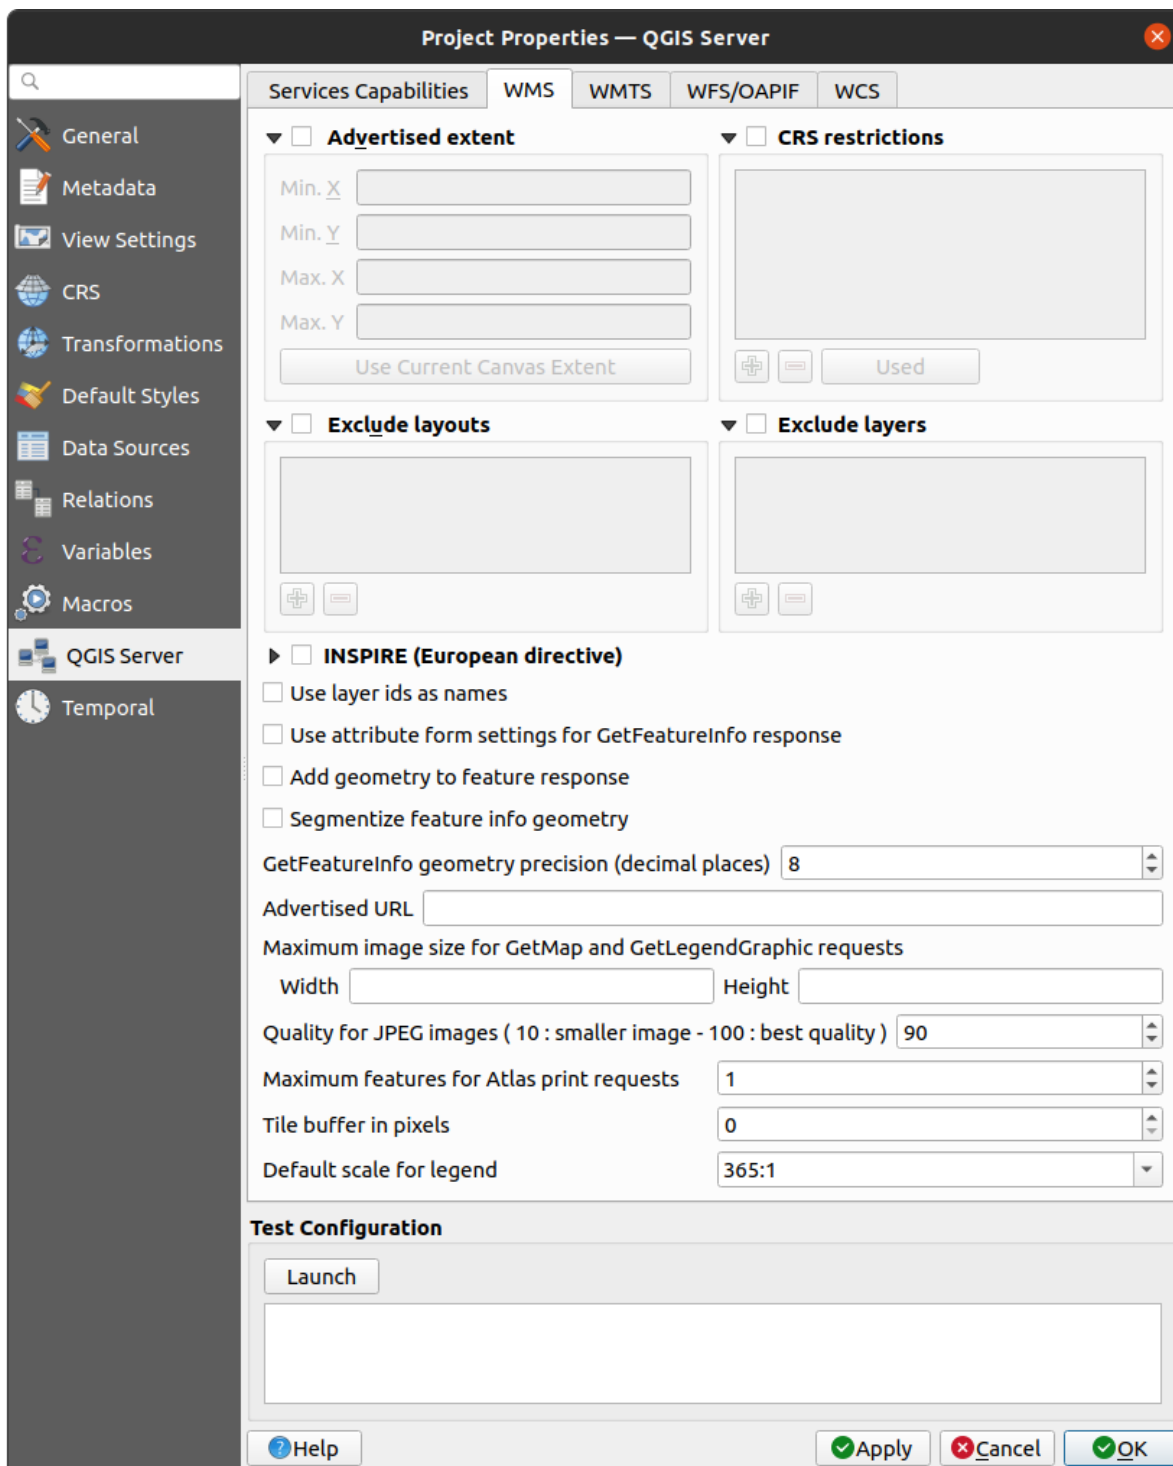 Project Properties — QGIS Server
General
Metadata
View Settings
CRS
Transformations
Default Styles
Data Sources
Relations
Variables
Macros
QGIS Server
Temporal
Services Capabilities WMS WMTS WFS/OAPIF WCS
Advertised extent
Min. X
Min. Y
Max. X
Max. Y
Use Current Canvas Extent
CRS restrictions
Used
Exclude layouts
Exclude layers
INSPIRE (European directive)
Use layer ids as names
Use attribute form settings for GetFeatureInfo response
Add geometry to feature response
Segmentize feature info geometry
GetFeatureInfo geometry precision (decimal places) 8
Advertised URL
Maximum image size for GetMap and GetLegendGraphic requests
Width Height
Quality for JPEG images ( 10 : smaller image - 100 : best quality ) 90
Maximum features for Atlas print requests 1
Tile buffer in pixels 0
Default scale for legend 365:1
Test Configuration
Launch
Help Apply Cancel OK